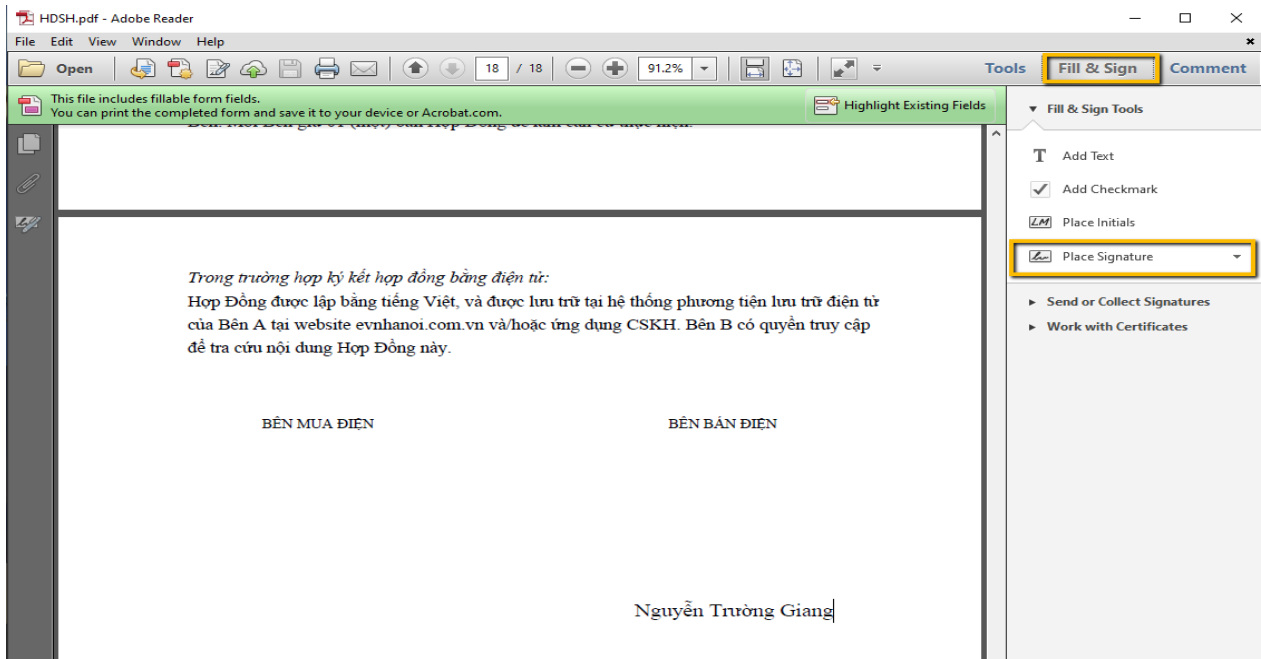 HDSH.pdf - Adobe Reader
File Edit View Window Help
Open 18 / 18 91.2% Tools Fill & Sign Comment
This file includes fillable form fields.
You can print the completed form and save it to your device or Acrobat.com.
Highlight Existing Fields
Fill & Sign Tools
T Add Text
Add Checkmark
LM Place Initials
Place Signature
Send or Collect Signatures
Work with Certificates
Trong trường hợp ký kết hợp đồng bằng điện tử:
Hợp Đồng được lập bằng tiếng Việt, và được lưu trữ tại hệ thống phương tiện lưu trữ điện tử
của Bên A tại website evnhanoi.com.vn và/hoặc ứng dụng CSKH. Bên B có quyền truy cập
để tra cứu nội dung Hợp Đồng này.
BÊN MUA ĐIỆN
BÊN BÁN ĐIỆN
Nguyễn Trường Giang